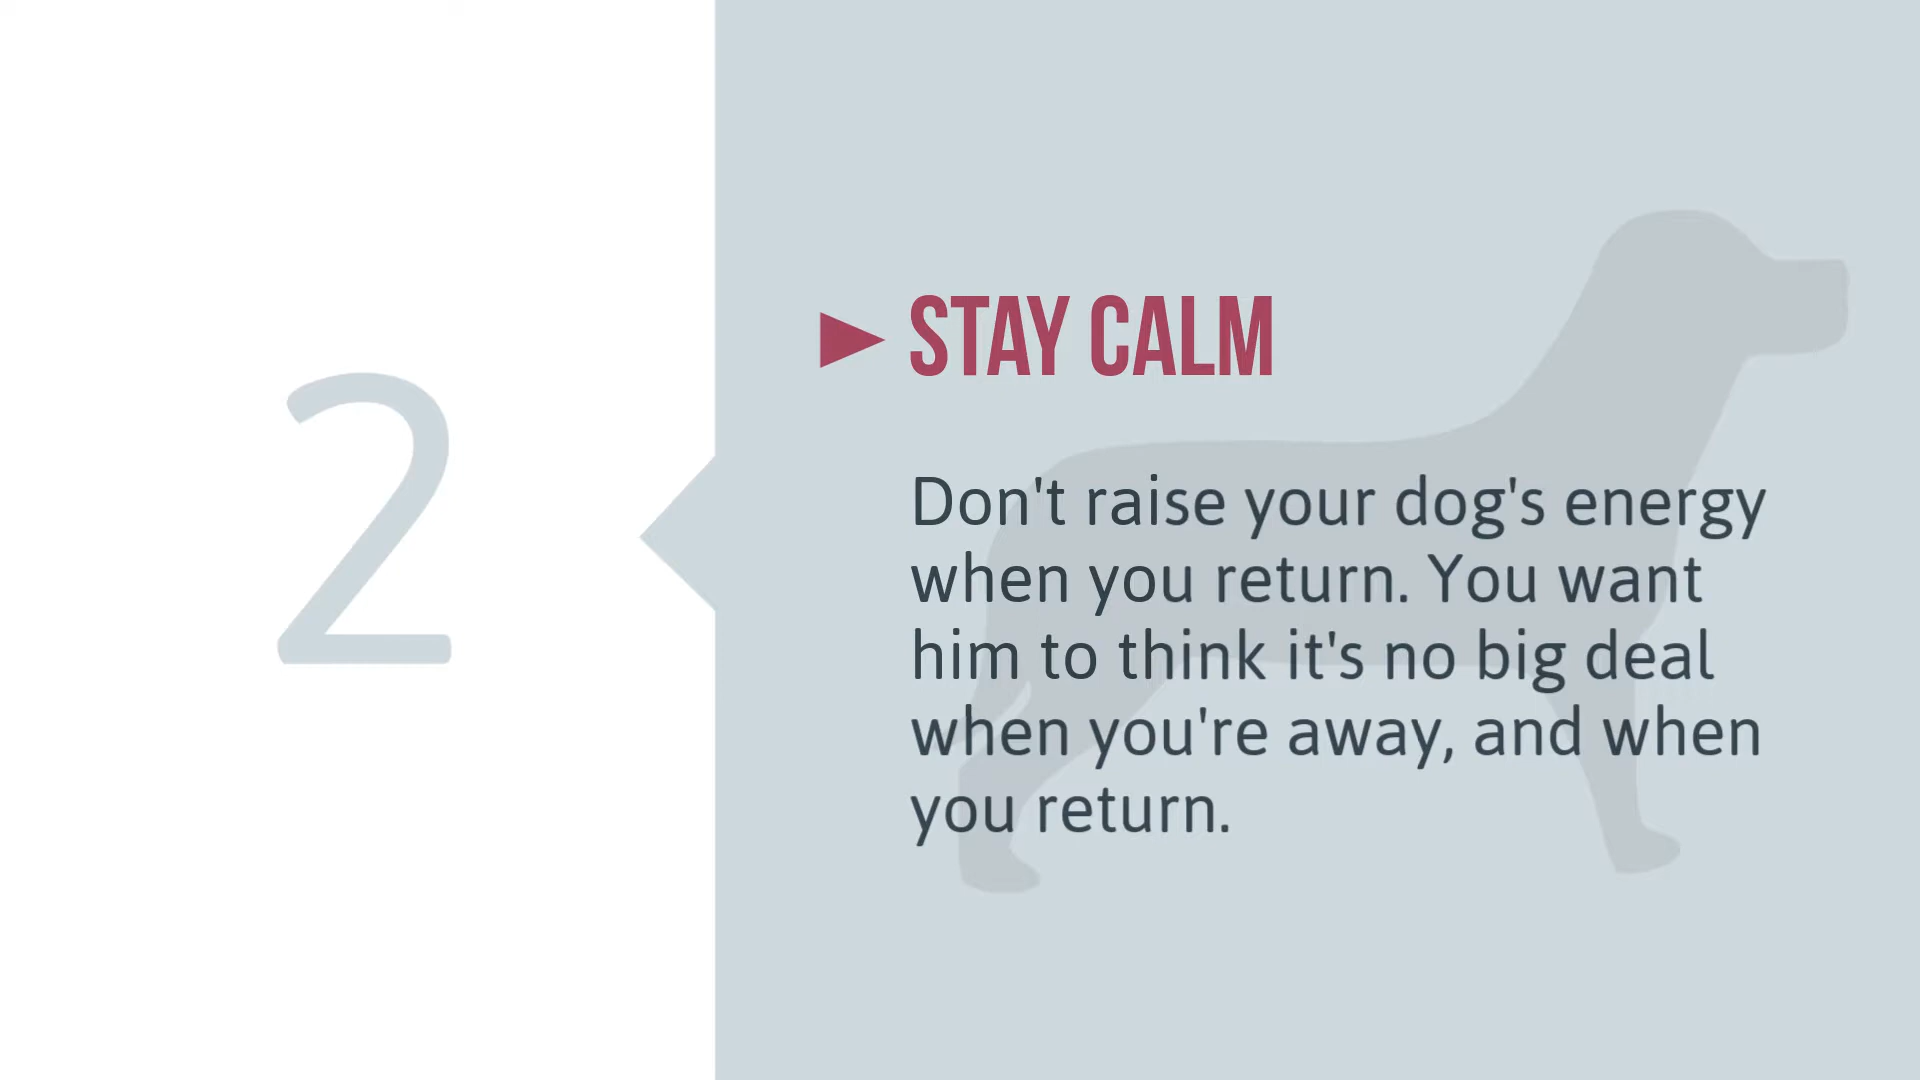 2
STAY CALM
Don't raise your dog's energy
when you return. You want
him to think it's no big deal
when you're away, and when
you return.